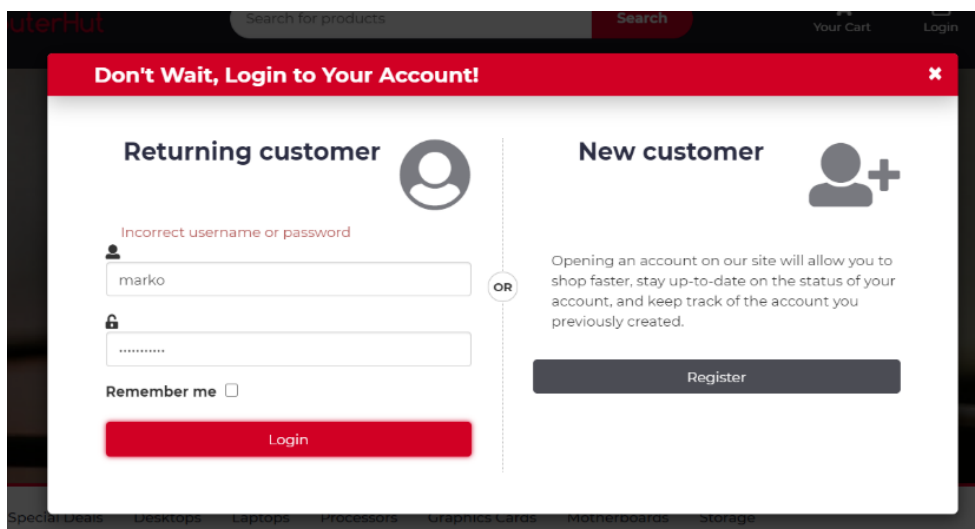 uterHut
Search for products
Search
Your Cart
Login
Don't Wait, Login to Your Account!
Returning customer
Incorrect username or password
marko
Remember me
Login
OR
New customer
Opening an account on our site will allow you to
shop faster, stay up-to-date on the status of your
account, and keep track of the account you
previously created.
Register
Special Deals Desktops Laptops Processors Graphics Cards Motherboards Storage